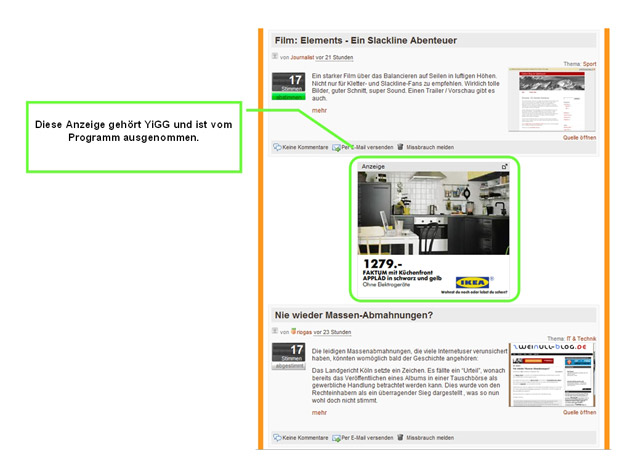 Film: Elements - Ein Slackline Abenteuer
von Journalist vor 21 Stunden
Thema: Sport
17
Stimmen
Ein starker Film über das Balancieren auf Seilen in luftigen Höhen.
Nicht nur für Kletter- und Slackline-Fans zu empfehlen. Wirklich tolle
Bilder, guter Schnitt, super Sound. Einen Trailer / Vorschau gibt es
auch.
mehr
Quelle öffnen
Diese Anzeige gehört YiGG und ist vom
Programm ausgenommen.
Keine Kommentare Per E-Mail versenden Missbrauch melden
Anzeige
1279.-
FAKTUM mit Küchenfront
APPLÅD in schwarz und gelb
Ohne Elektrogeräte
IKEA
Wohnst du noch oder lebst du schon?
Nie wieder Massen-Abmahnungen?
von riogas vor 23 Stunden
Thema: IT & Technik
17
Stimmen
abgestimmt
Die leidigen Massenabmahnungen, die viele Internetuser verunsichert
haben, könnten womöglich bald der Geschichte angehören:
Das Landgericht Köln setzte ein Zeichen. Es fällte ein "Urteil", wonach
bereits das Veröffentlichen eines Albums in einer Tauschbörse als
gewerbliche Handlung betrachtet werden kann. Dies wurde von den
Rechteinhabern als ein überragender Sieg dargestellt, was so nun
wohl doch nicht stimmt.
mehr
Quelle öffnen
Keine Kommentare Per E-Mail versenden Missbrauch melden